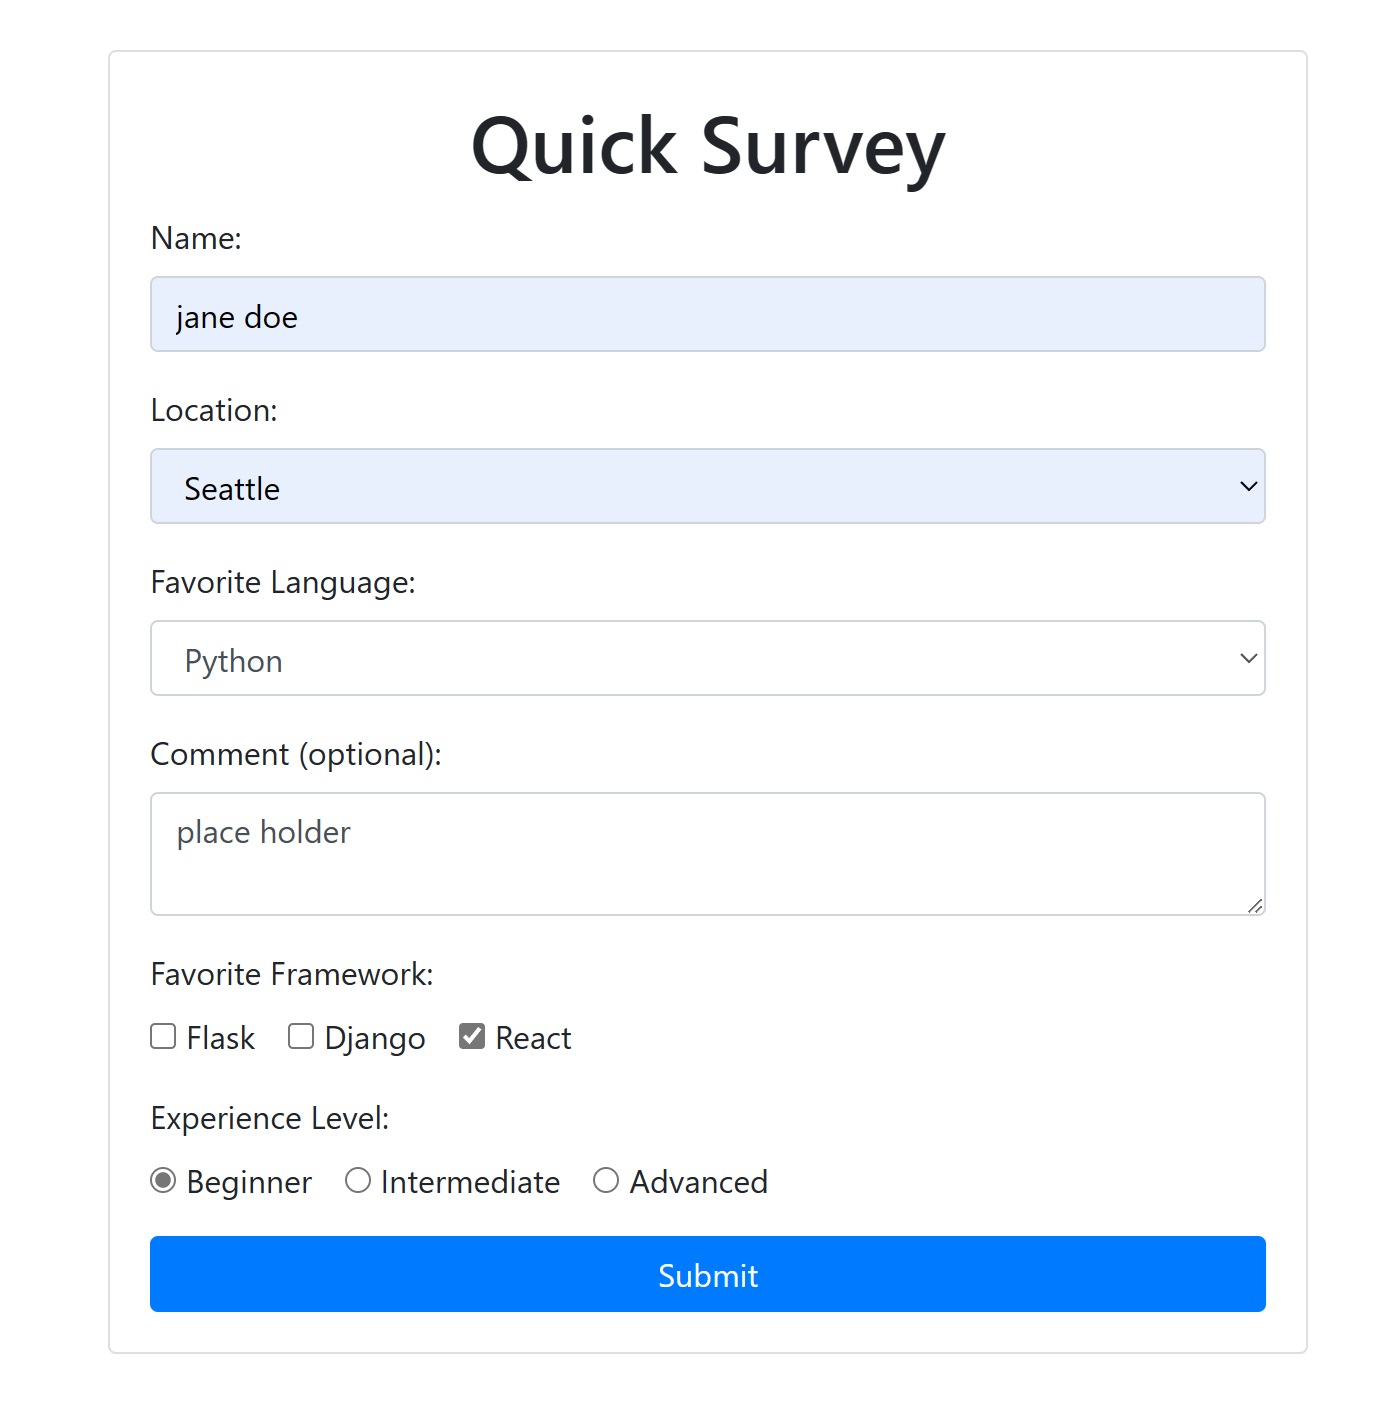 Quick Survey
Name:
jane doe
Location:
Seattle
Favorite Language:
Python
Comment (optional):
place holder
Favorite Framework:
Flask Django React
Experience Level:
Beginner Intermediate Advanced
Submit